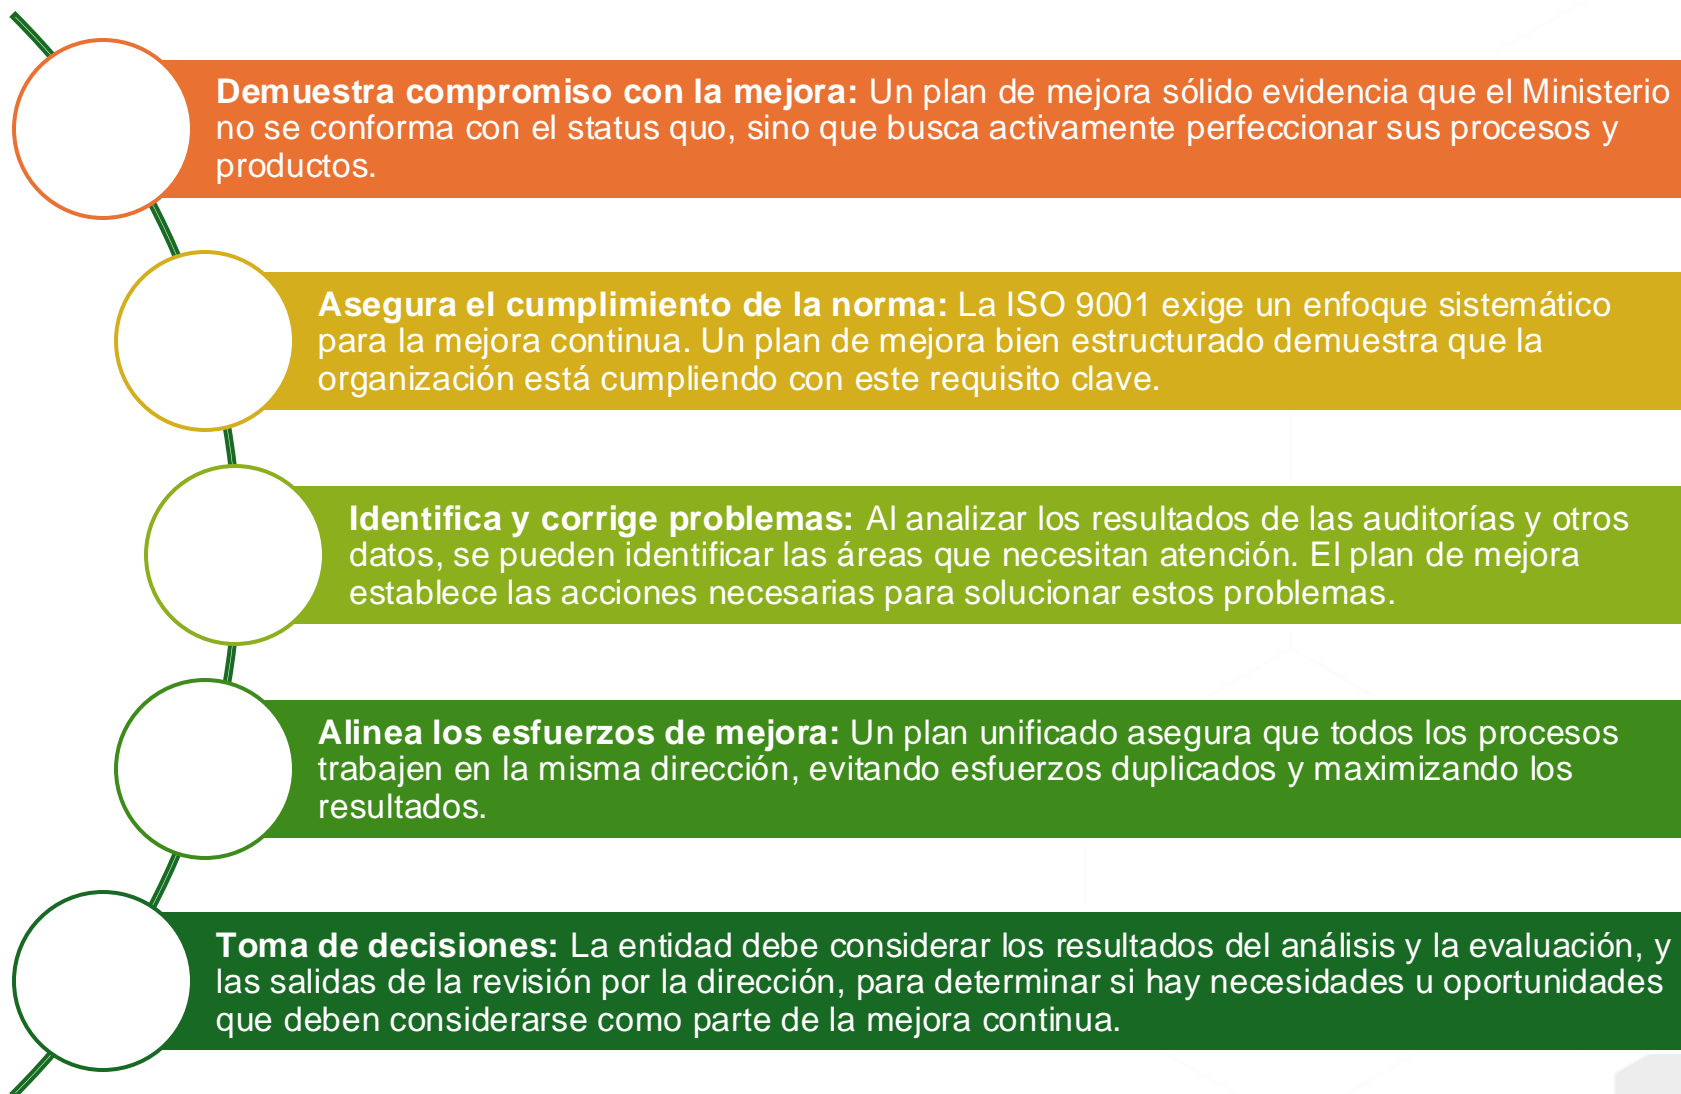 Demuestra compromiso con la mejora: Un plan de mejora sólido evidencia que el Ministerio
no se conforma con el status quo, sino que busca activamente perfeccionar sus procesos y
productos.
Asegura el cumplimiento de la norma: La ISO 9001 exige un enfoque sistemático
para la mejora continua. Un plan de mejora bien estructurado demuestra que la
organización está cumpliendo con este requisito clave.
Identifica y corrige problemas: Al analizar los resultados de las auditorías y otros
datos, se pueden identificar las áreas que necesitan atención. El plan de mejora
establece las acciones necesarias para solucionar estos problemas.
Alinea los esfuerzos de mejora: Un plan unificado asegura que todos los procesos
trabajen en la misma dirección, evitando esfuerzos duplicados y maximizando los
resultados.
Toma de decisiones: La entidad debe considerar los resultados del análisis y la evaluación, y
las salidas de la revisión por la dirección, para determinar si hay necesidades u oportunidades
que deben considerarse como parte de la mejora continua.